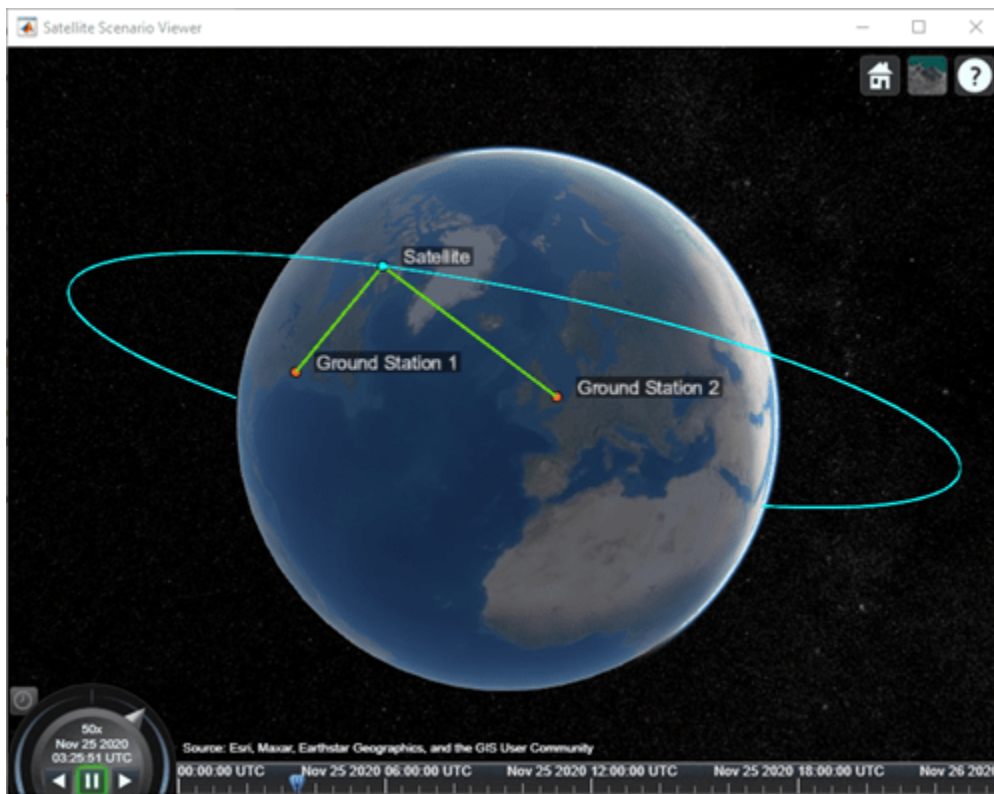 Satellite Scenario Viewer
?
Satellite
Ground Station 1
Ground Station 2
50x
Nov 25 2020
03:25:51 UTC
Source: Esri, Maxar, Earthstar Geographics, and the GIS User Community
00:00:00 UTC Nov 25 2020 06:00:00 UTC Nov 25 2020 12:00:00 UTC Nov 25 2020 18:00:00 UTC Nov 26 2020